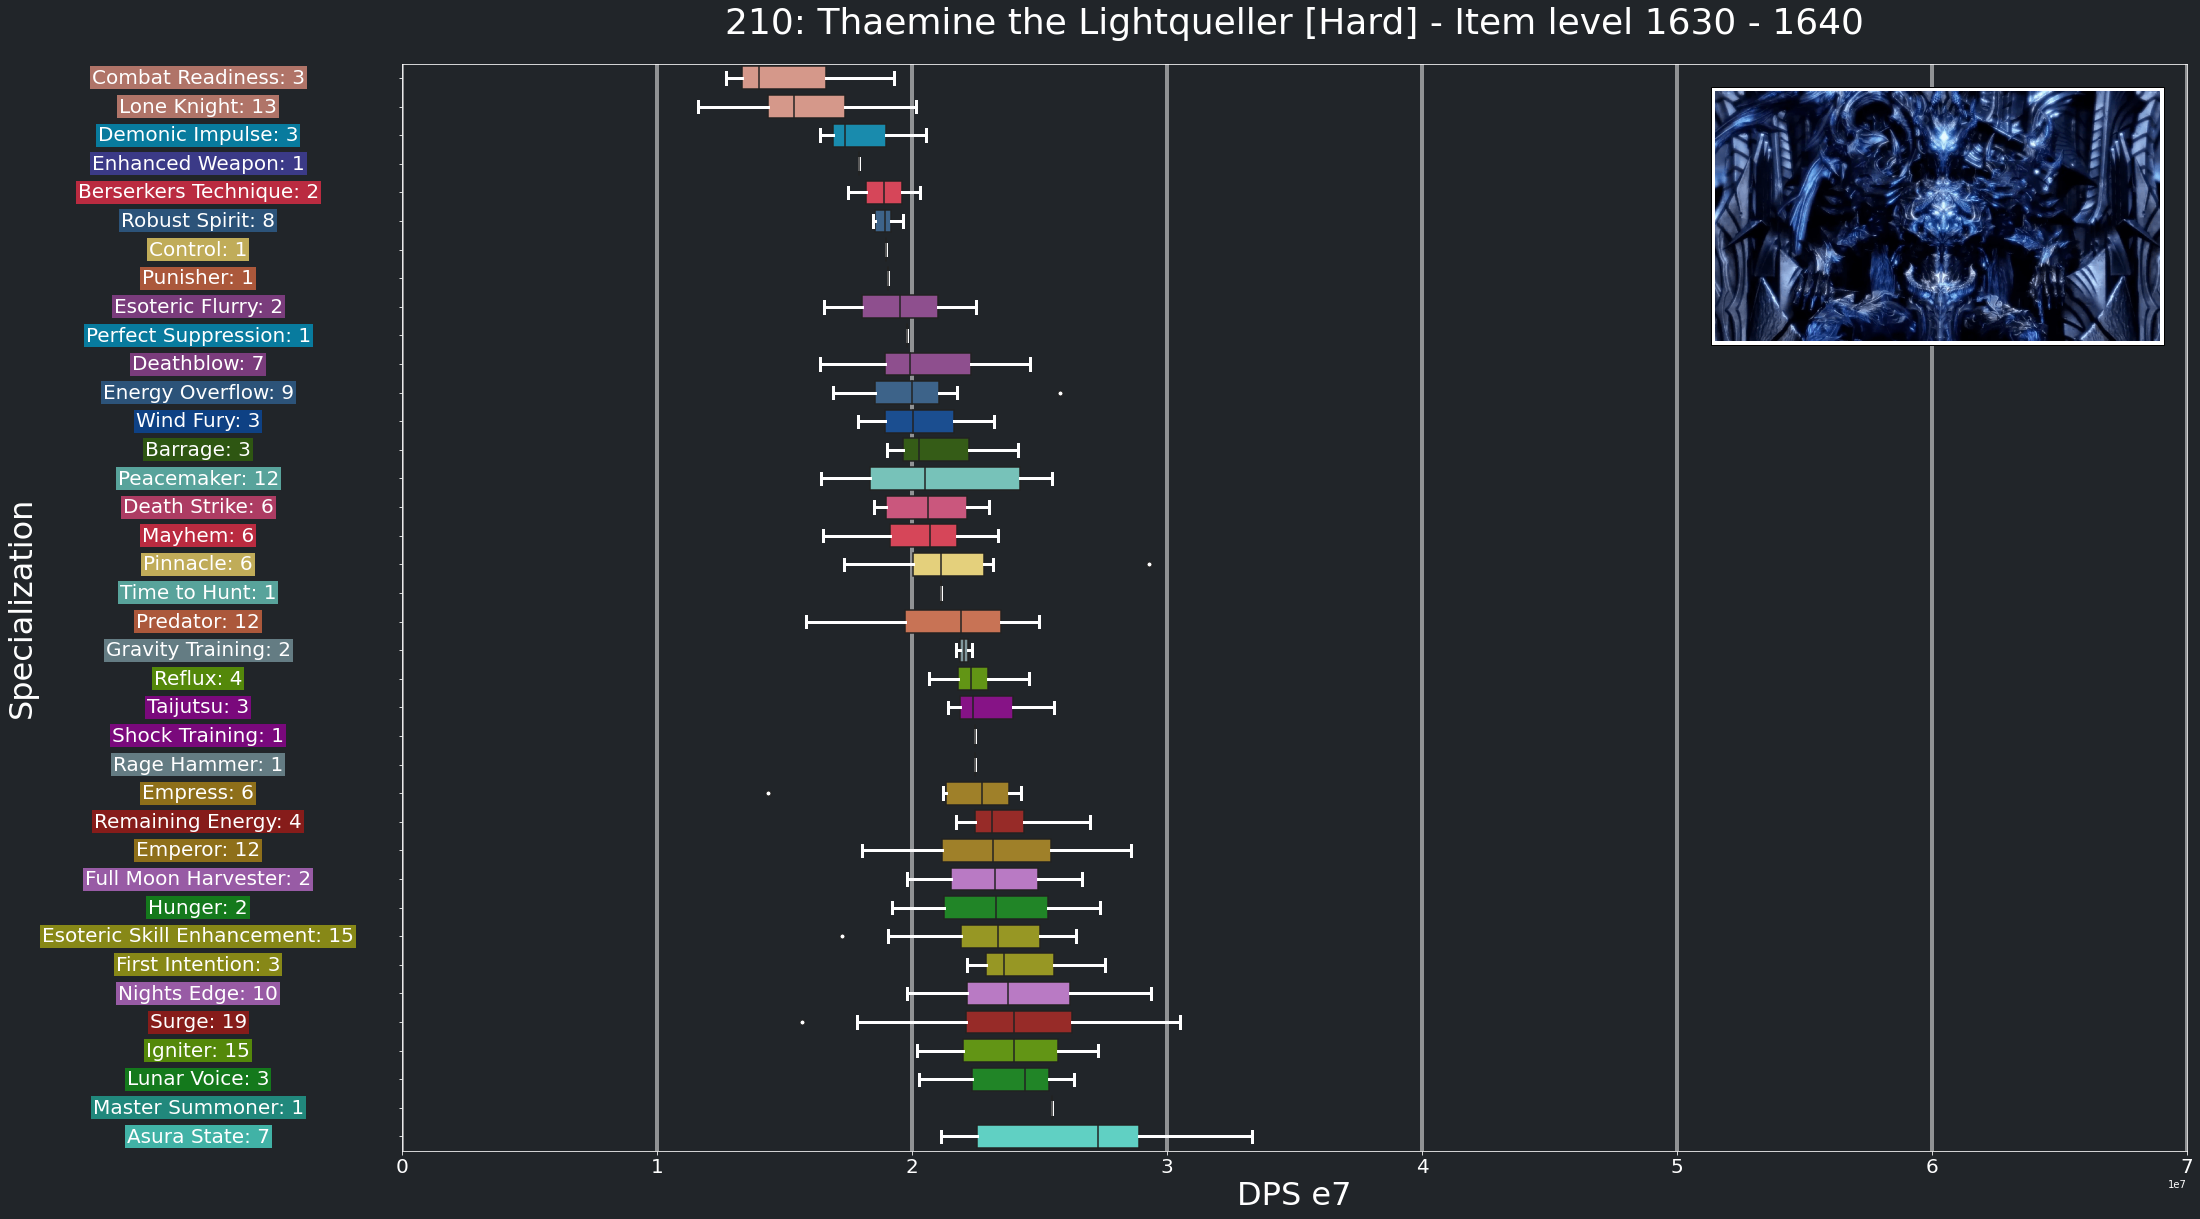 210: Thaemine the Lightqueller [Hard] - Item level 1630 - 1640
Combat Readiness: 3
Lone Knight: 13
Demonic Impulse: 3
Enhanced Weapon: 1
Berserkers Technique: 2
Robust Spirit: 8
Control: 1
Punisher: 1
Esoteric Flurry: 2
Perfect Suppression: 1
Deathblow: 7
Energy Overflow: 9
Wind Fury: 3
Barrage: 3
Peacemaker: 12
Death Strike: 6
Mayhem: 6
Pinnacle: 6
Time to Hunt: 1
Predator: 12
Gravity Training: 2
Reflux: 4
Taijutsu: 3
Shock Training: 1
Rage Hammer: 1
Empress: 6
Remaining Energy: 4
Emperor: 12
Full Moon Harvester: 2
Hunger: 2
Esoteric Skill Enhancement: 15
First Intention: 3
Nights Edge: 10
Surge: 19
Igniter: 15
Lunar Voice: 3
Master Summoner: 1
Asura State: 7
Specialization
0 1 2 3 4 5 6 7
1e7
DPS e7